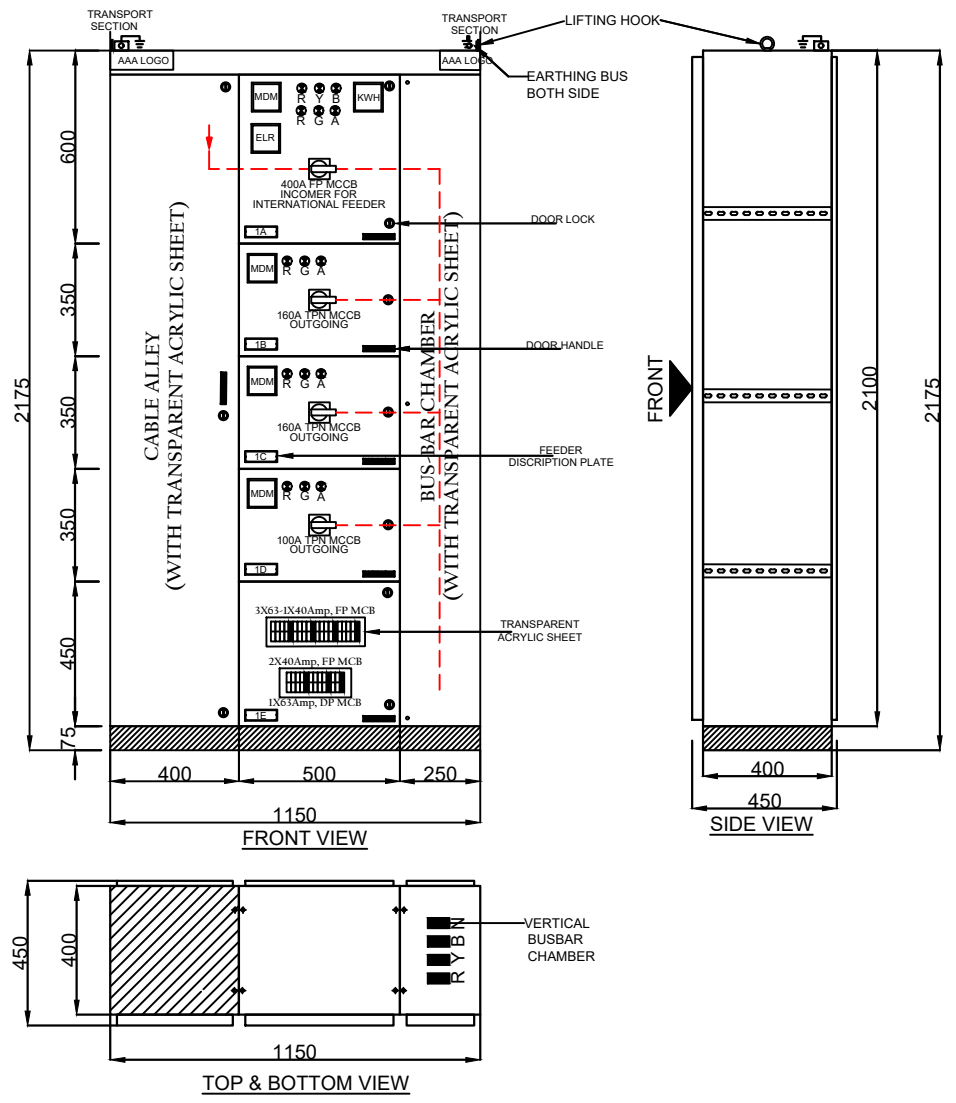 TRANSPORT
SECTION
TRANSPORT
SECTION
LIFTING HOOK
AAA LOGO
AAA LOGO
EARTHING BUS
BOTH SIDE
MDM
R Y B
KWH
R G A
ELR
400A FP MCCB
INCOMER FOR
INTERNATIONAL FEEDER
1A
DOOR LOCK
MDM
R G A
160A TPN MCCB
OUTGOING
1B
DOOR HANDLE
MDM
R G A
160A TPN MCCB
OUTGOING
1C
FEEDER
DISCRIPTION PLATE
MDM
R G A
100A TPN MCCB
OUTGOING
1D
3X63-1X40Amp, FP MCB
TRANSPARENT
ACRYLIC SHEET
2X40Amp, FP MCB
1X63Amp, DP MCB
1E
CABLE ALLEY
(WITH TRANSPARENT ACRYLIC SHEET)
BUS-BAR CHAMBER
(WITH TRANSPARENT ACRYLIC SHEET)
600
350
350
350
450
75
2175
400
500
250
1150
FRONT VIEW
FRONT
2100
2175
400
450
SIDE VIEW
450
400
R Y B N
VERTICAL
BUSBAR
CHAMBER
1150
TOP & BOTTOM VIEW